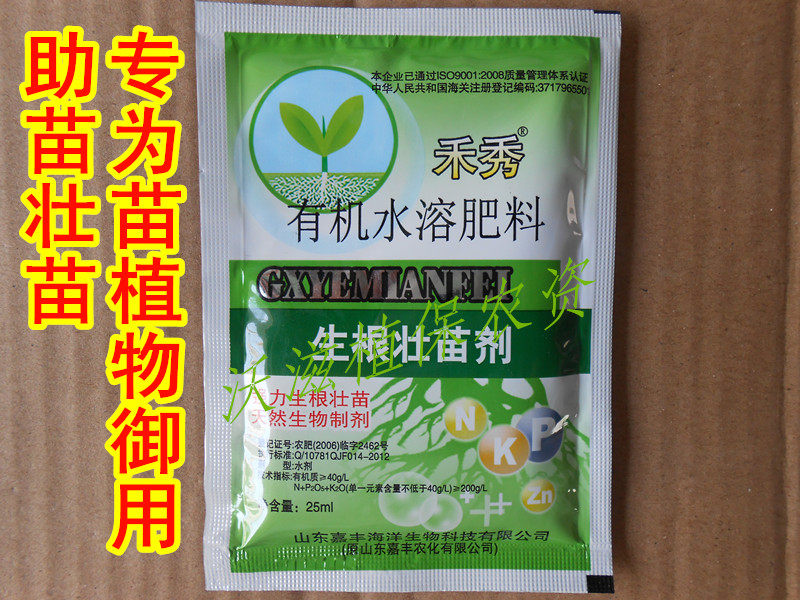 专为苗植物御用
助苗壮苗
本企业已通过ISO9001:2008质量管理体系认证
中华人民共和国海关注册登记编码:3717965501
禾秀®
有机水溶肥料
GXYEMIANFEI
生根壮苗剂
沃滋植保农资
力生根壮苗
天然生物制剂
记证号:农肥(2006)临字2462号
执行标准:Q/10781QJF014-2012
型:水剂
技术指标:有机质≥40g/L
N+P2O5+K2O(单一元素含量不低于40g/L)≥200g/L
含量:25ml
N
K
P
Zn
山东嘉丰海洋生物科技有限公司
(原山东嘉丰农化有限公司)